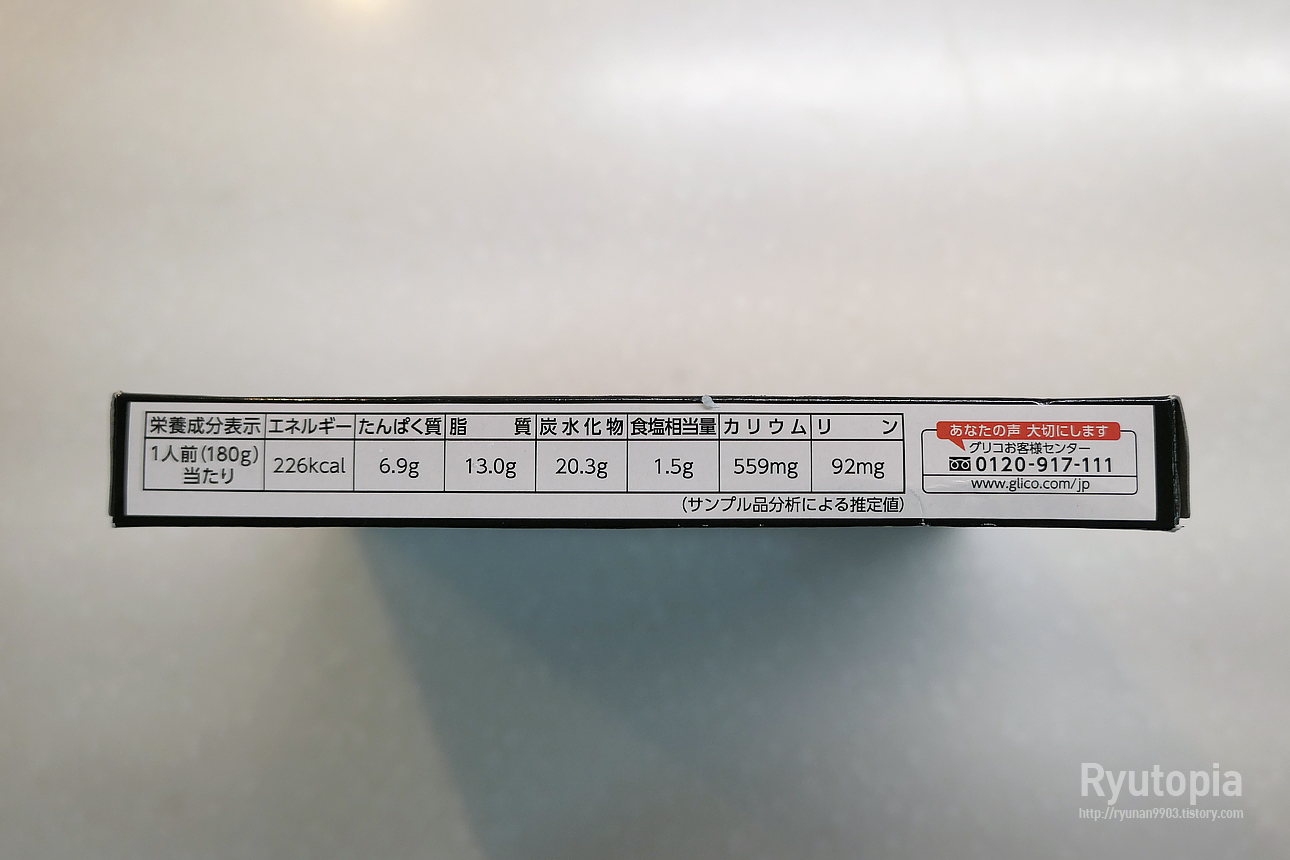 栄養成分表示 エネルギー たんぱく質 脂質 炭水化物 食塩相当量 カリウム リン
1人前(180g)当たり 226kcal 6.9g 13.0g 20.3g 1.5g 559mg 92mg
(サンプル品分析による推定値)
あなたの声 大切にします
グリコお客様センター
0120-917-111
www.glico.com/jp
Ryutopia
http://ryunan9903.tistory.com